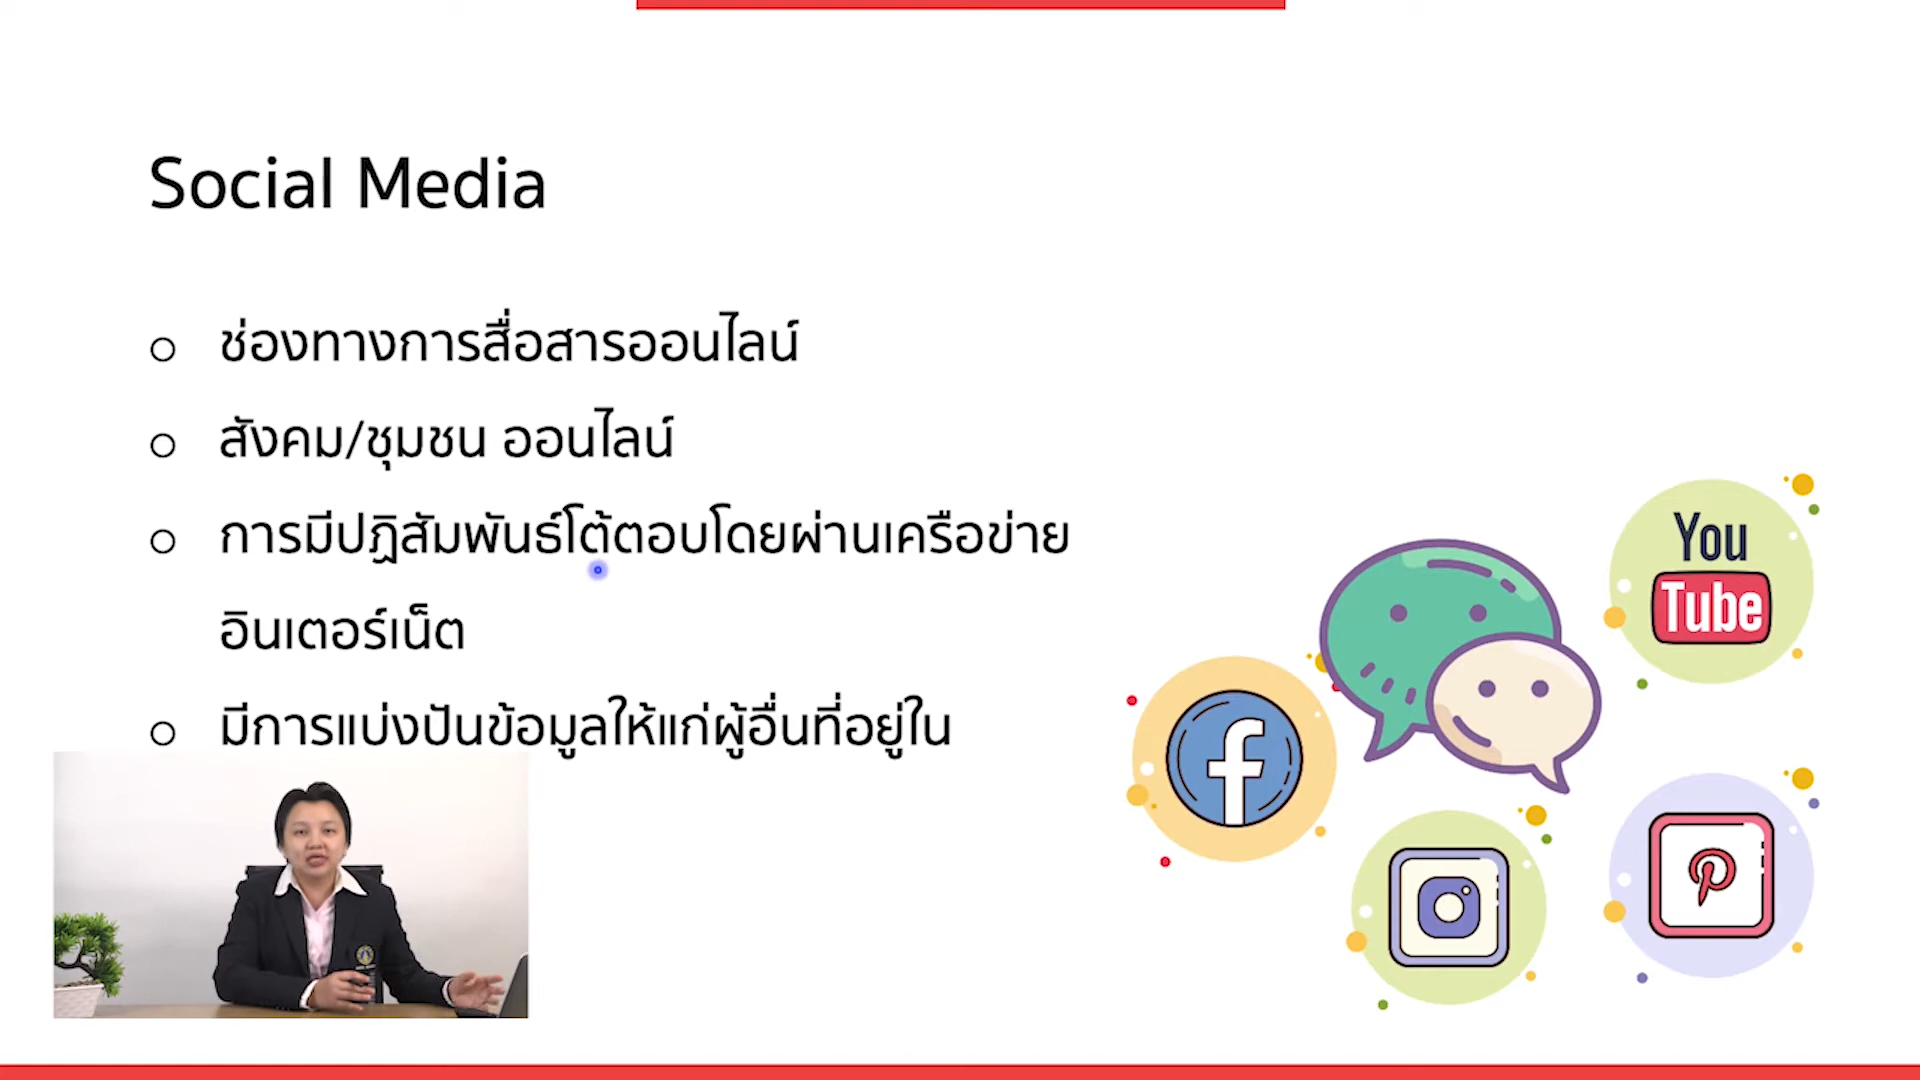 Social Media
○ ช่องทางการสื่อสารออนไลน์
○ สังคม/ชุมชน ออนไลน์
○ การมีปฏิสัมพันธ์โต้ตอบโดยผ่านเครือข่าย
อินเตอร์เน็ต
○ มีการแบ่งปันข้อมูลให้แก่ผู้อื่นที่อยู่ใน
You
Tube